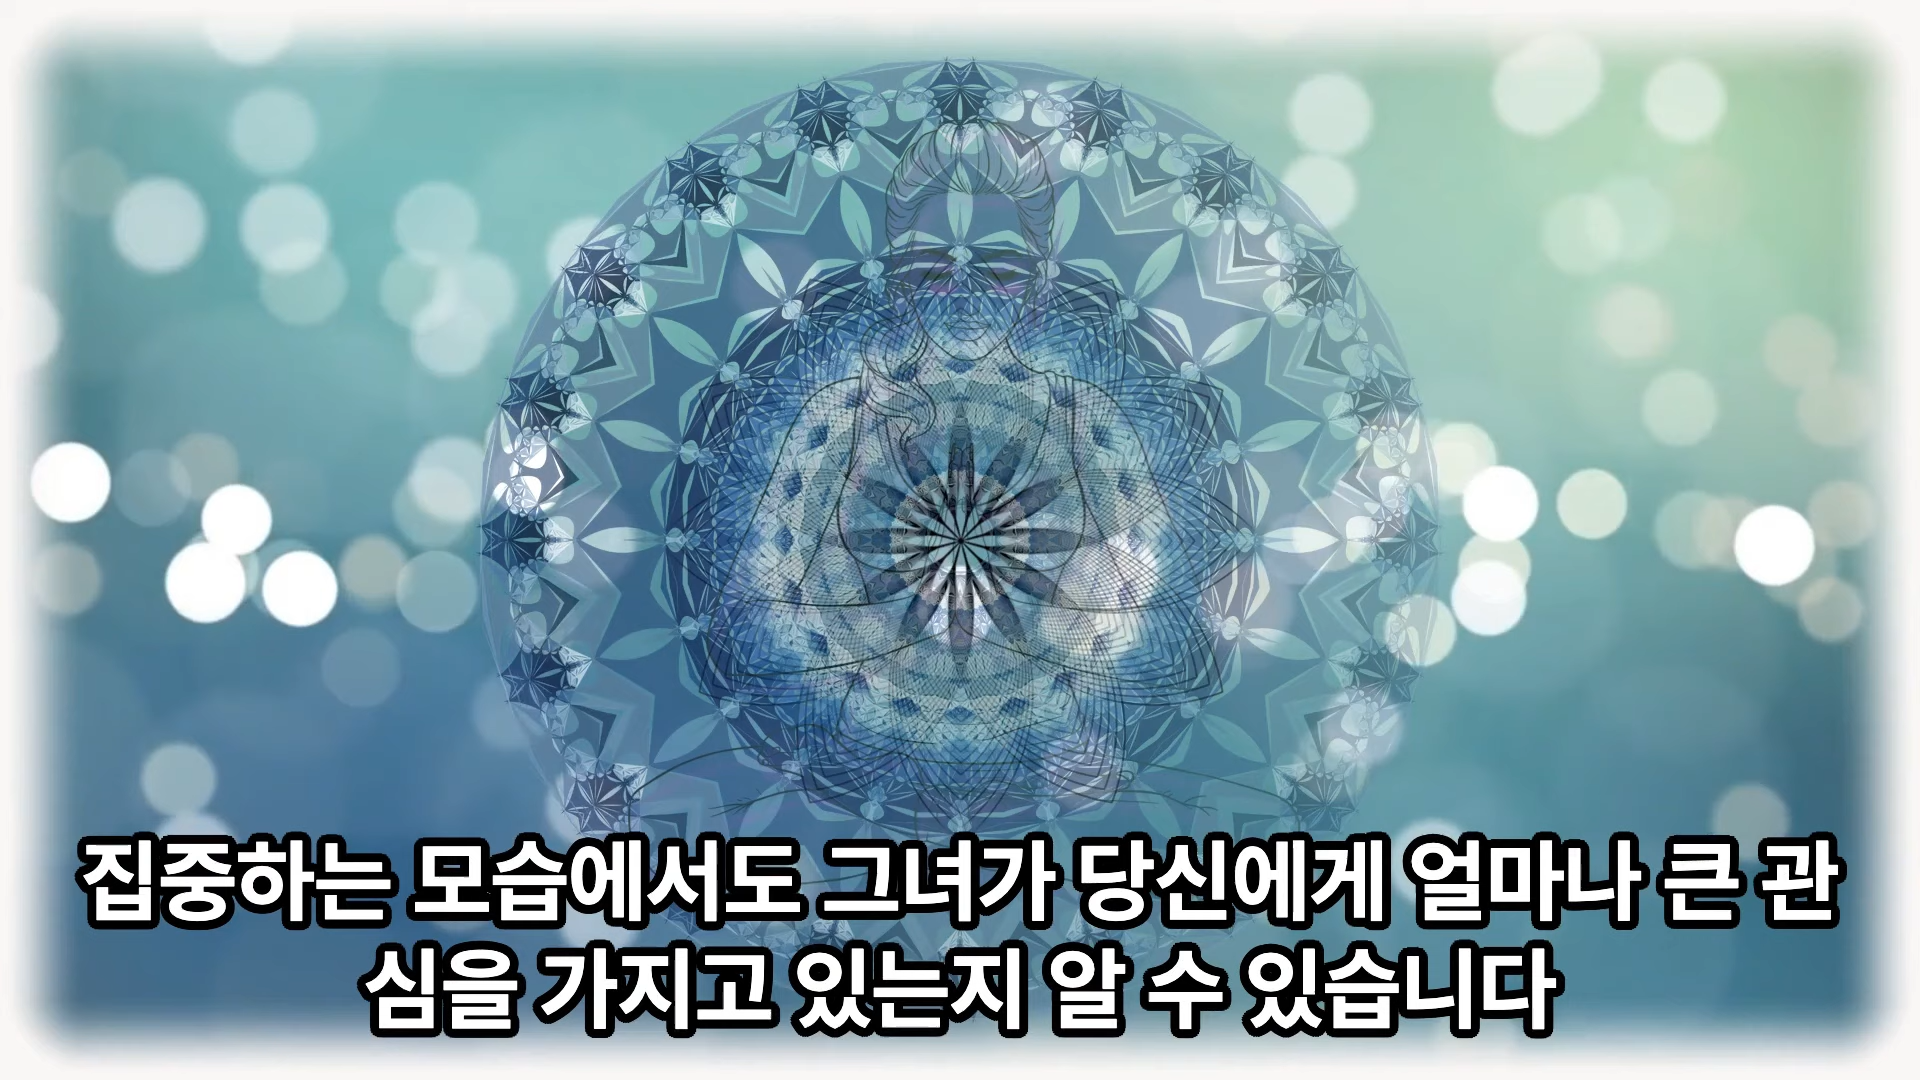 집중하는 모습에서도 그녀가 당신에게 얼마나 큰 관
심을 가지고 있는지 알 수 있습니다